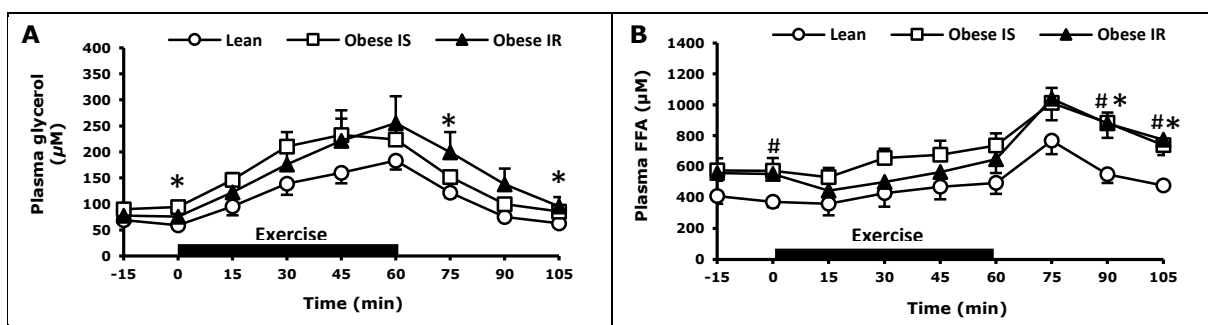 A
Lean Obese IS Obese IR
400
350
300
250
200
150
100
50
0
Plasma glycerol
(µM)
*
*
*
Exercise
-15 0 15 30 45 60 75 90 105
Time (min)
B
Lean Obese IS Obese IR
1400
1200
1000
800
600
400
200
0
Plasma FFA (µM)
#
#*
#*
Exercise
-15 0 15 30 45 60 75 90 105
Time (min)